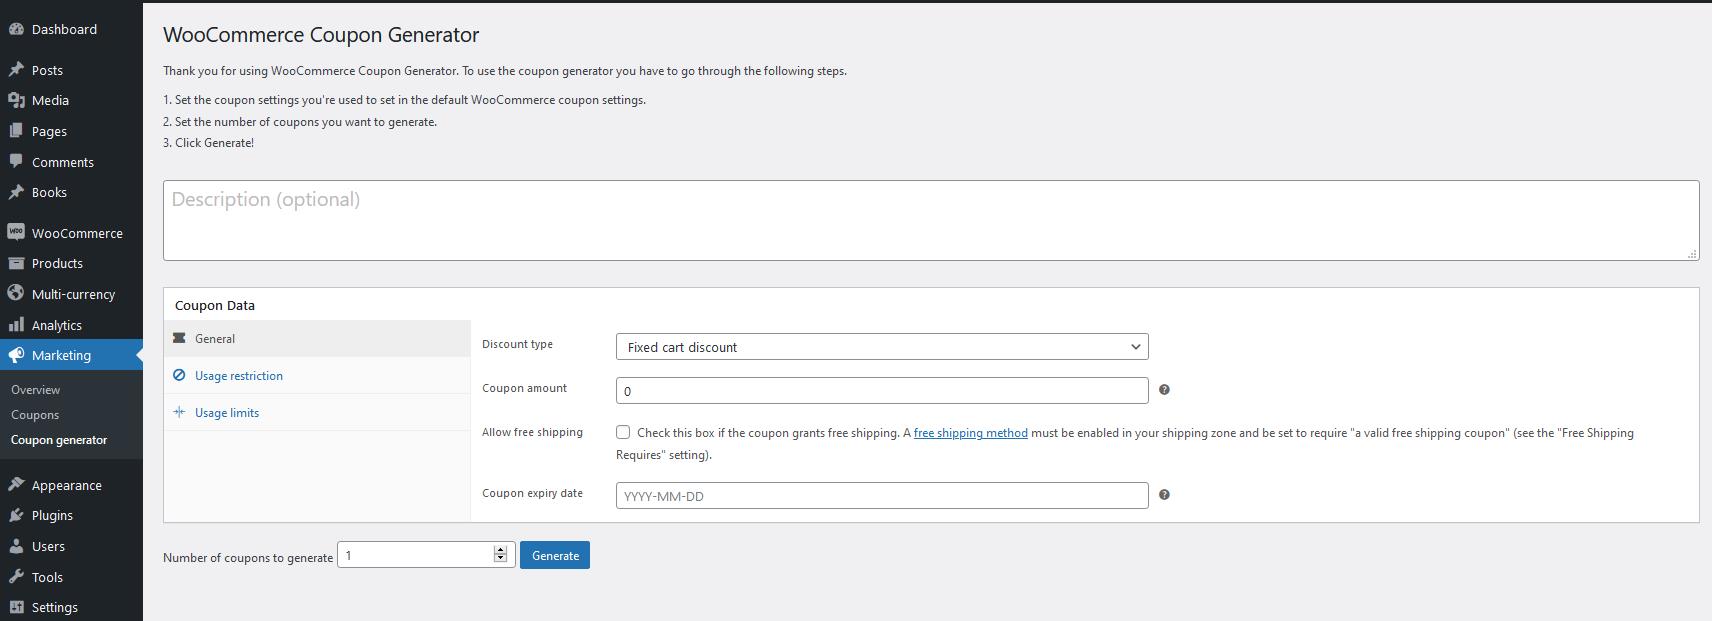 Dashboard
Posts
Media
Pages
Comments
Books
WOO WooCommerce
Products
Multi-currency
Analytics
Marketing
Overview
Coupons
Coupon generator
Appearance
Plugins
Users
Tools
Settings
WooCommerce Coupon Generator
Thank you for using WooCommerce Coupon Generator. To use the coupon generator you have to go through the following steps.
1. Set the coupon settings you're used to set in the default WooCommerce coupon settings.
2. Set the number of coupons you want to generate.
3. Click Generate!
Description (optional)
Coupon Data
General
Usage restriction
Usage limits
Discount type
Fixed cart discount
Coupon amount
0
?
Allow free shipping
Check this box if the coupon grants free shipping. A free shipping method must be enabled in your shipping zone and be set to require "a valid free shipping coupon" (see the "Free Shipping
Requires" setting).
Coupon expiry date
YYYY-MM-DD
?
Number of coupons to generate
1
Generate